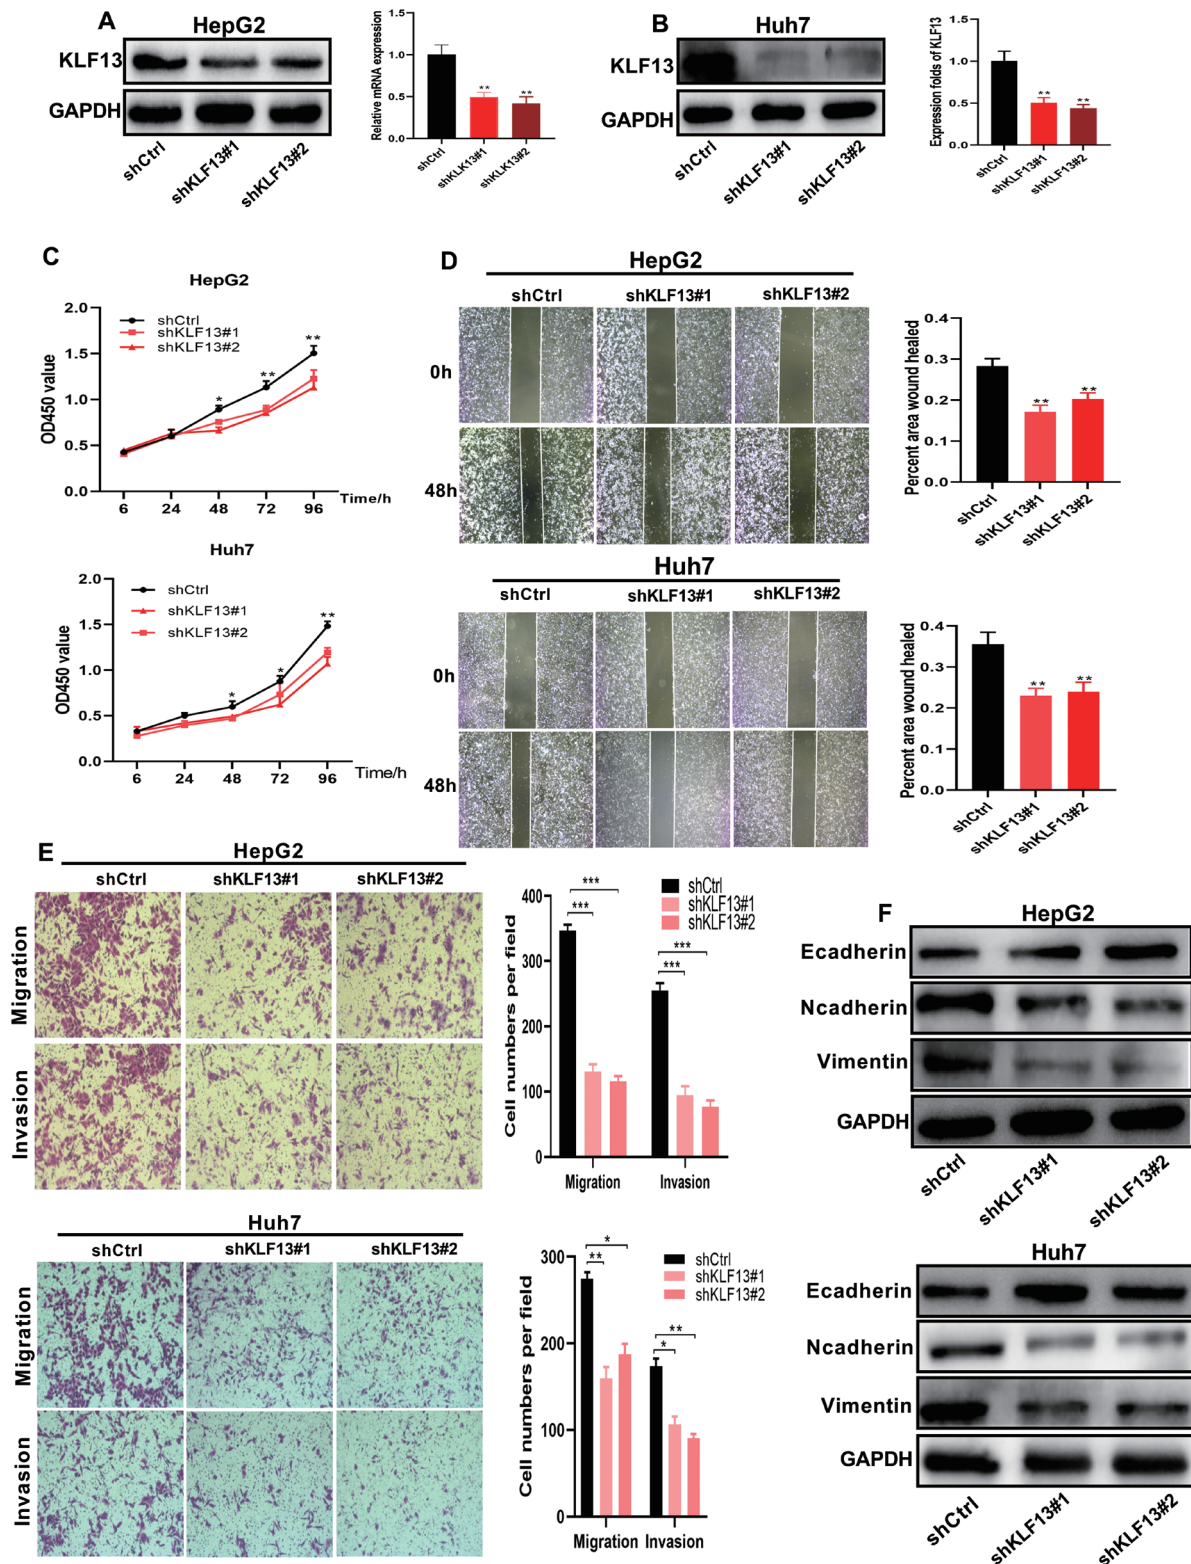 A
HepG2
KLF13
GAPDH
shCtrl
shKLF13#1
shKLF13#2
Relative mRNA expression
1.5
1.0
0.5
0.0
**
**
shCtrl
shKLK13#1
shKLK13#2
B
Huh7
KLF13
GAPDH
shCtrl
shKLF13#1
shKLF13#2
Expression folds of KLF13
1.5
1.0
0.5
0.0
**
**
shCtrl
shKLF13#1
shKLF13#2
C
HepG2
OD450 value
2.0
1.5
1.0
0.5
0.0
shCtrl
shKLF13#1
shKLF13#2
*
**
**
6 24 48 72 96
Time/h
Huh7
OD450 value
2.0
1.5
1.0
0.5
0.0
shCtrl
shKLF13#1
shKLF13#2
*
*
**
6 24 48 72 96
Time/h
D
HepG2
shCtrl shKLF13#1 shKLF13#2
0h
48h
Percent area wound healed
0.4
0.3
0.2
0.1
0.0
**
**
shCtrl
shKLF13#1
shKLF13#2
Huh7
shCtrl shKLF13#1 shKLF13#2
0h
48h
Percent area wound healed
0.4
0.2
0.0
**
**
shCtrl
shKLF13#1
shKLF13#2
E
HepG2
shCtrl shKLF13#1 shKLF13#2
Migration
Invasion
Cell numbers per field
400
300
200
100
0
shCtrl
shKLF13#1
shKLF13#2
***
***
***
***
Migration Invasion
Huh7
shCtrl shKLF13#1 shKLF13#2
Migration
Invasion
Cell numbers per field
300
200
100
0
shCtrl
shKLF13#1
shKLF13#2
*
**
**
*
Migration Invasion
F
HepG2
Ecadherin
Ncadherin
Vimentin
GAPDH
shCtrl
shKLF13#1
shKLF13#2
Huh7
Ecadherin
Ncadherin
Vimentin
GAPDH
shCtrl
shKLF13#1
shKLF13#2